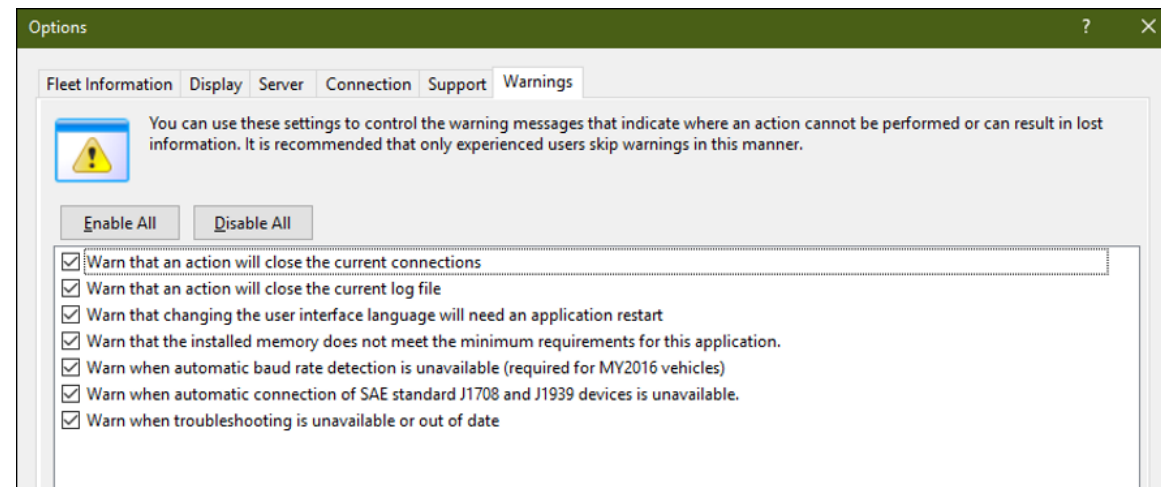 Options
Fleet Information Display Server Connection Support Warnings
You can use these settings to control the warning messages that indicate where an action cannot be performed or can result in lost
information. It is recommended that only experienced users skip warnings in this manner.
Enable All Disable All
Warn that an action will close the current connections
Warn that an action will close the current log file
Warn that changing the user interface language will need an application restart
Warn that the installed memory does not meet the minimum requirements for this application.
Warn when automatic baud rate detection is unavailable (required for MY2016 vehicles)
Warn when automatic connection of SAE standard J1708 and J1939 devices is unavailable.
Warn when troubleshooting is unavailable or out of date